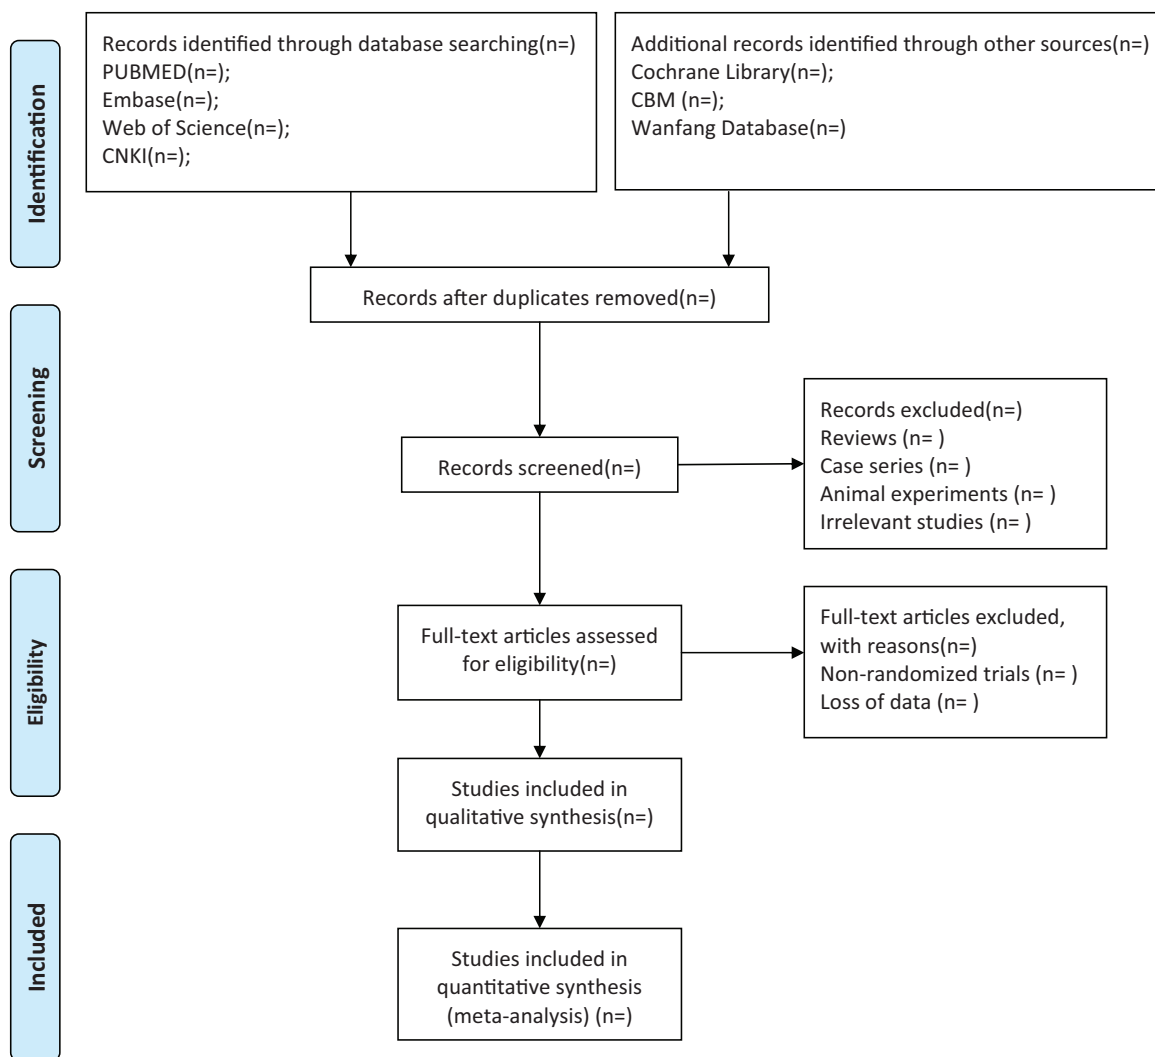 Identification
Records identified through database searching(n=)
PUBMED(n=);
Embase(n=);
Web of Science(n=);
CNKI(n=);
Additional records identified through other sources(n=)
Cochrane Library(n=);
CBM (n=);
Wanfang Database(n=)
Records after duplicates removed(n=)
Screening
Records screened(n=)
Records excluded(n=)
Reviews (n= )
Case series (n= )
Animal experiments (n= )
Irrelevant studies (n= )
Eligibility
Full-text articles assessed
for eligibility(n=)
Full-text articles excluded,
with reasons(n=)
Non-randomized trials (n= )
Loss of data (n= )
Studies included in
qualitative synthesis(n=)
Included
Studies included in
quantitative synthesis
(meta-analysis) (n=)